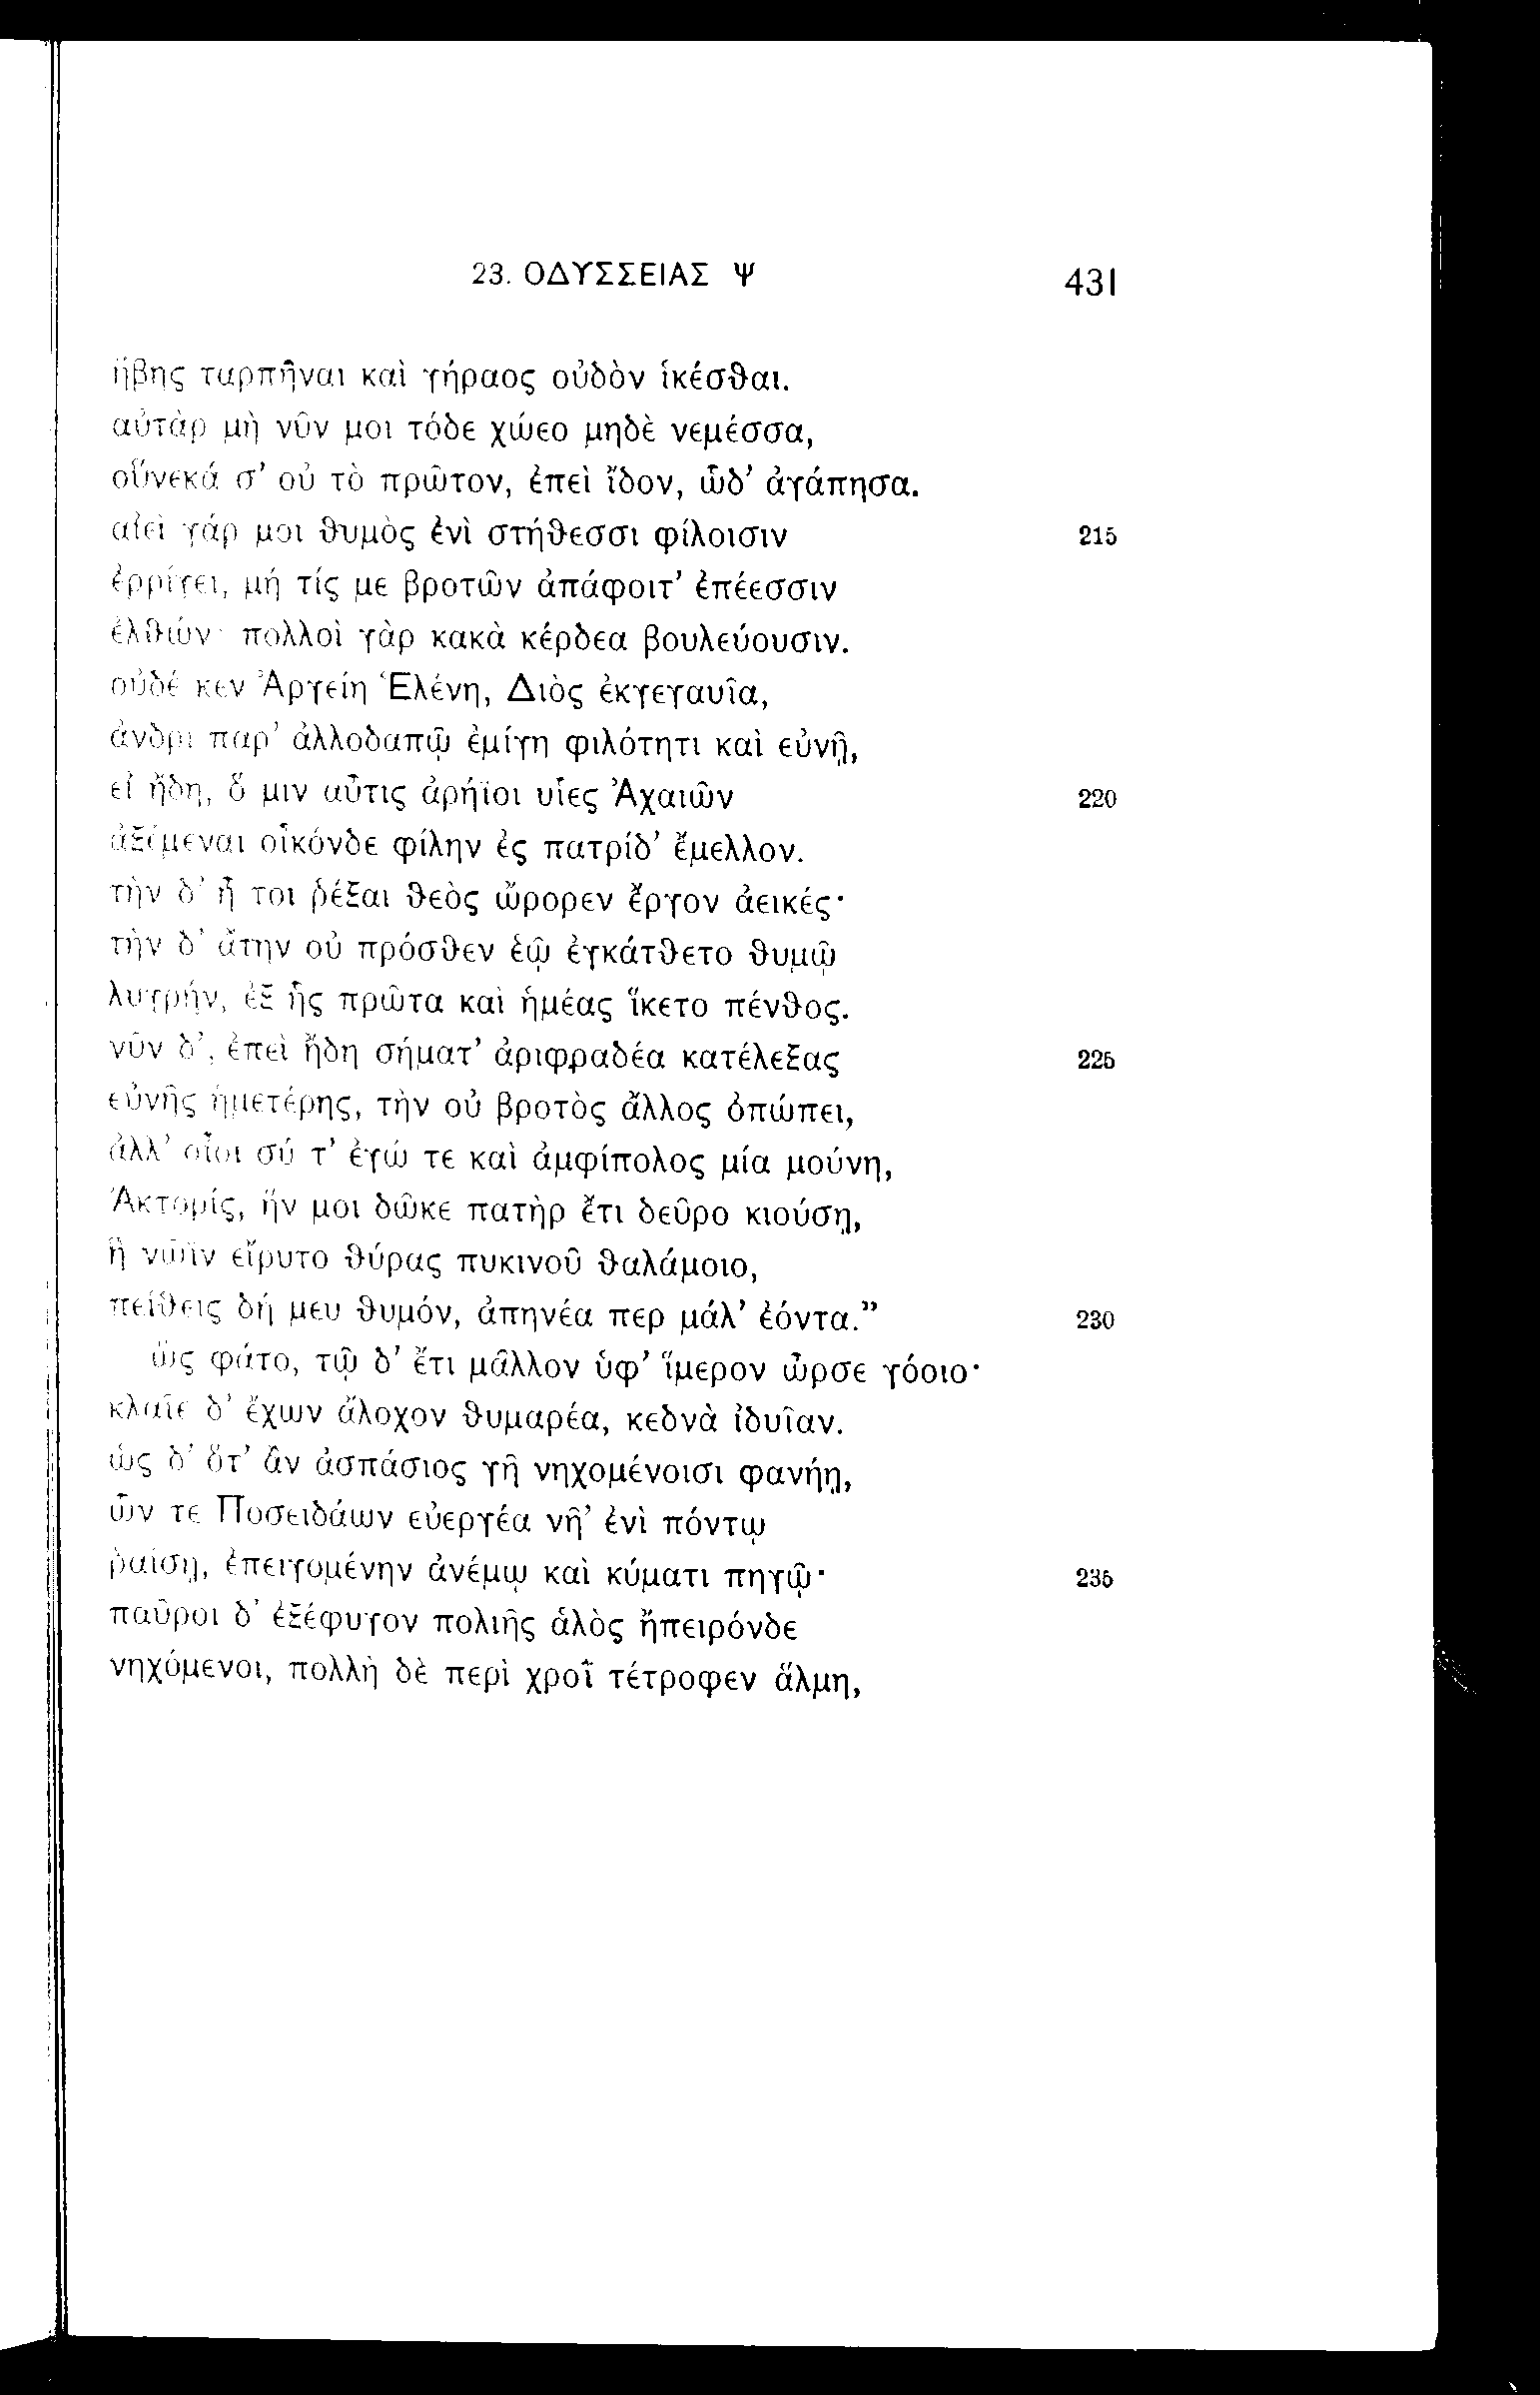 23. ΟΔΥΣΣΕΙΑΣ Ψ 431
ἥβης ταρπῆναι καὶ γήραος οὐδὸν ἱκέσθαι.
αὐτὰρ μὴ νῦν μοι τόδε χώεο μηδὲ νεμέσσα,
οὕνεκά σ’ οὐ τὸ πρῶτον, ἐπεὶ ἴδον, ὧδ’ ἀγάπησα.
αἰεὶ γάρ μοι θυμὸς ἐνὶ στήθεσσι φίλοισιν 215
ἐρρίγει, μή τίς με βροτῶν ἀπάφοιτ’ ἐπέεσσιν
ἐλθών· πολλοὶ γὰρ κακὰ κέρδεα βουλεύουσιν.
οὐδέ κεν Ἀργείη Ἑλένη, Διὸς ἐκγεγαυῖα,
ἀνδρὶ παρ’ ἀλλοδαπῷ ἐμίγη φιλότητι καὶ εὐνῇ,
εἰ ᾔδη, ὅ μιν αὖτις ἀρήϊοι υἷες Ἀχαιῶν 220
ἀξέμεναι οἶκόνδε φίλην ἐς πατρίδ’ ἔμελλον.
τὴν δ’ ἦ τοι ῥέξαι θεὸς ὤρορεν ἔργον ἀεικές·
τὴν δ’ ἄτην οὐ πρόσθεν ἑῷ ἐγκάτθετο θυμῷ
λυγρήν, ἐξ ἧς πρῶτα καὶ ἡμέας ἵκετο πένθος.
νῦν δ’, ἐπεὶ ἤδη σήματ’ ἀριφραδέα κατέλεξας 225
εὐνῆς ἡμετέρης, τὴν οὐ βροτὸς ἄλλος ὀπώπει,
ἀλλ’ οἶοι σύ τ’ ἐγώ τε καὶ ἀμφίπολος μία μούνη,
Ἀκτορίς, ἥν μοι δῶκε πατὴρ ἔτι δεῦρο κιούσῃ,
ἣ νῶϊν εἴρυτο θύρας πυκινοῦ θαλάμοιο,
πείθεις δή μευ θυμόν, ἀπηνέα περ μάλ’ ἐόντα.” 230
ὣς φάτο, τῷ δ’ ἔτι μᾶλλον ὑφ’ ἵμερον ὦρσε γόοιο·
κλαῖε δ’ ἔχων ἄλοχον θυμαρέα, κεδνὰ ἰδυῖαν.
ὡς δ’ ὅτ’ ἂν ἀσπάσιος γῆ νηχομένοισι φανήῃ,
ὧν τε Ποσειδάων εὐεργέα νῆ’ ἐνὶ πόντῳ
ῥαίσῃ, ἐπειγομένην ἀνέμῳ καὶ κύματι πηγῷ· 235
παῦροι δ’ ἐξέφυγον πολιῆς ἁλὸς ἤπειρόνδε
νηχόμενοι, πολλὴ δὲ περὶ χροῒ τέτροφεν ἅλμη,